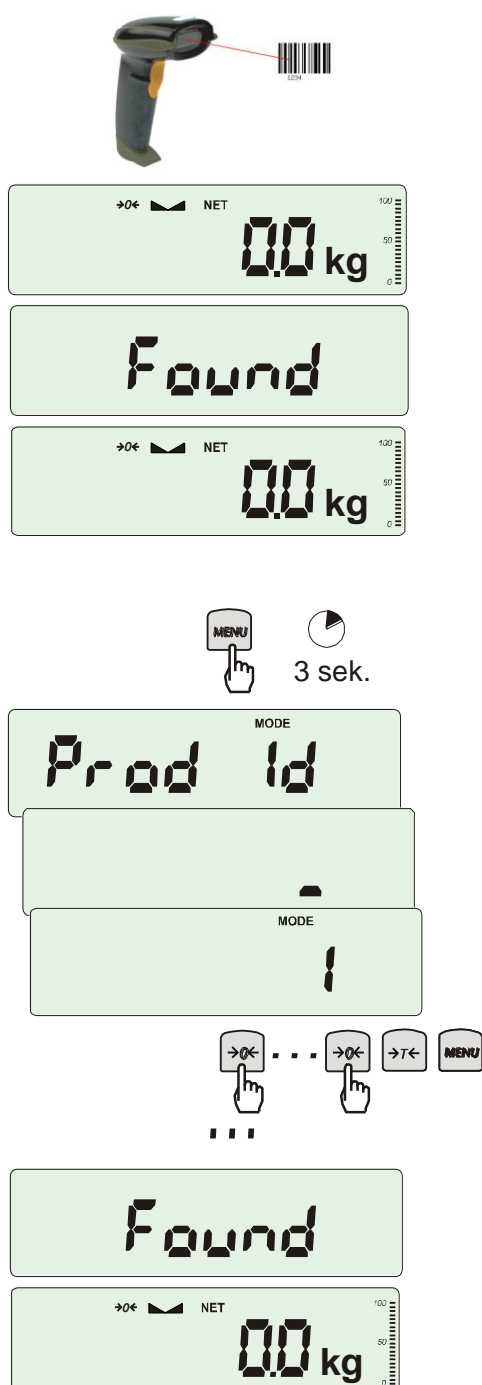 1234
→0← NET 100
0.0 kg 50
0
Found
→0← NET 100
0.0 kg 50
0
MENU
3 sek.
MODE
Prod Id
_
MODE
1
→0← ... →0← →T← MENU
...
Found
→0← NET 100
0.0 kg 50
0